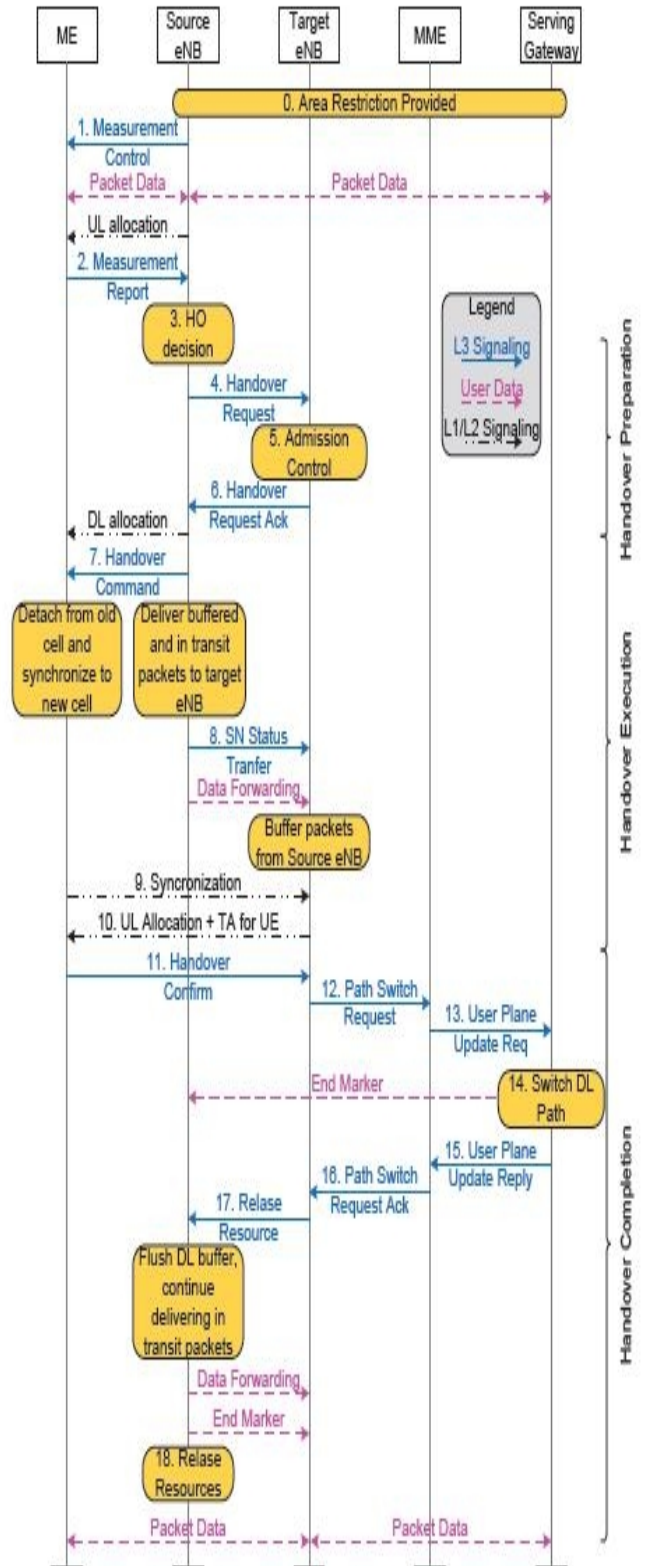 ME
Source
eNB
Target
eNB
MME
Serving
Gateway
0. Area Restriction Provided
1. Measurement
Control
Packet Data
Packet Data
UL allocation
2. Measurement
Report
3. HO
decision
Legend
L3 Signaling
User Data
L1/L2 Signaling
4. Handover
Request
5. Admission
Control
6. Handover
Request Ack
Handover Preparation
DL allocation
7. Handover
Command
Detach from old
cell and
synchronize to
new cell
Deliver buffered
and in transit
packets to target
eNB
8. SN Status
Tranfer
Data Forwarding
Buffer packets
from Source eNB
Handover Execution
9. Syncronization
10. UL Allocation + TA for UE
11. Handover
Confirm
12. Path Switch
Request
13. User Plane
Update Req
End Marker
14. Switch DL
Path
15. User Plane
Update Reply
16. Path Switch
Request Ack
17. Relase
Resource
Handover Completion
Flush DL buffer,
continue
delivering in
transit packets
Data Forwarding
End Marker
18. Relase
Resources
Packet Data
Packet Data